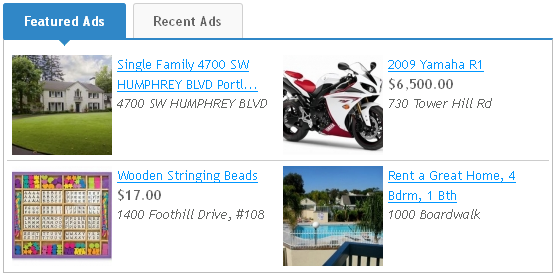 Featured Ads
Recent Ads
Single Family 4700 SW
HUMPHREY BLVD Portl...
4700 SW HUMPHREY BLVD
2009 Yamaha R1
$6,500.00
730 Tower Hill Rd
Wooden Stringing Beads
$17.00
1400 Foothill Drive, #108
Rent a Great Home, 4
Bdrm, 1 Bth
1000 Boardwalk